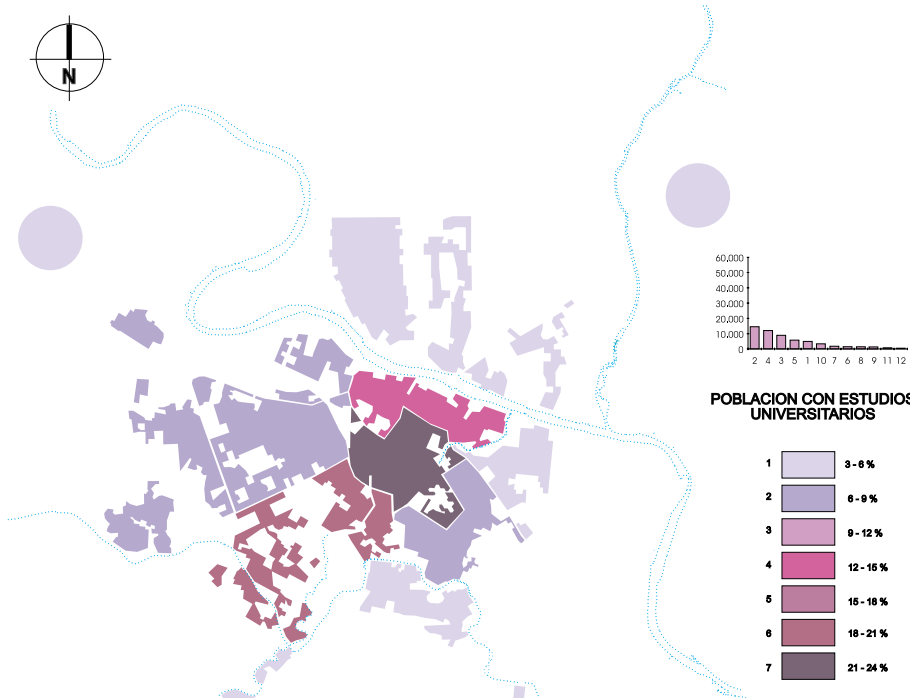 N
60,000
50,000
40,000
30,000
20,000
10,000
0
2 4 3 5 1 10 7 6 8 9 11 12
POBLACION CON ESTUDIOS
UNIVERSITARIOS
1 3 - 6 %
2 6 - 9 %
3 9 - 12 %
4 12 - 15 %
5 15 - 18 %
6 18 - 21 %
7 21 - 24 %